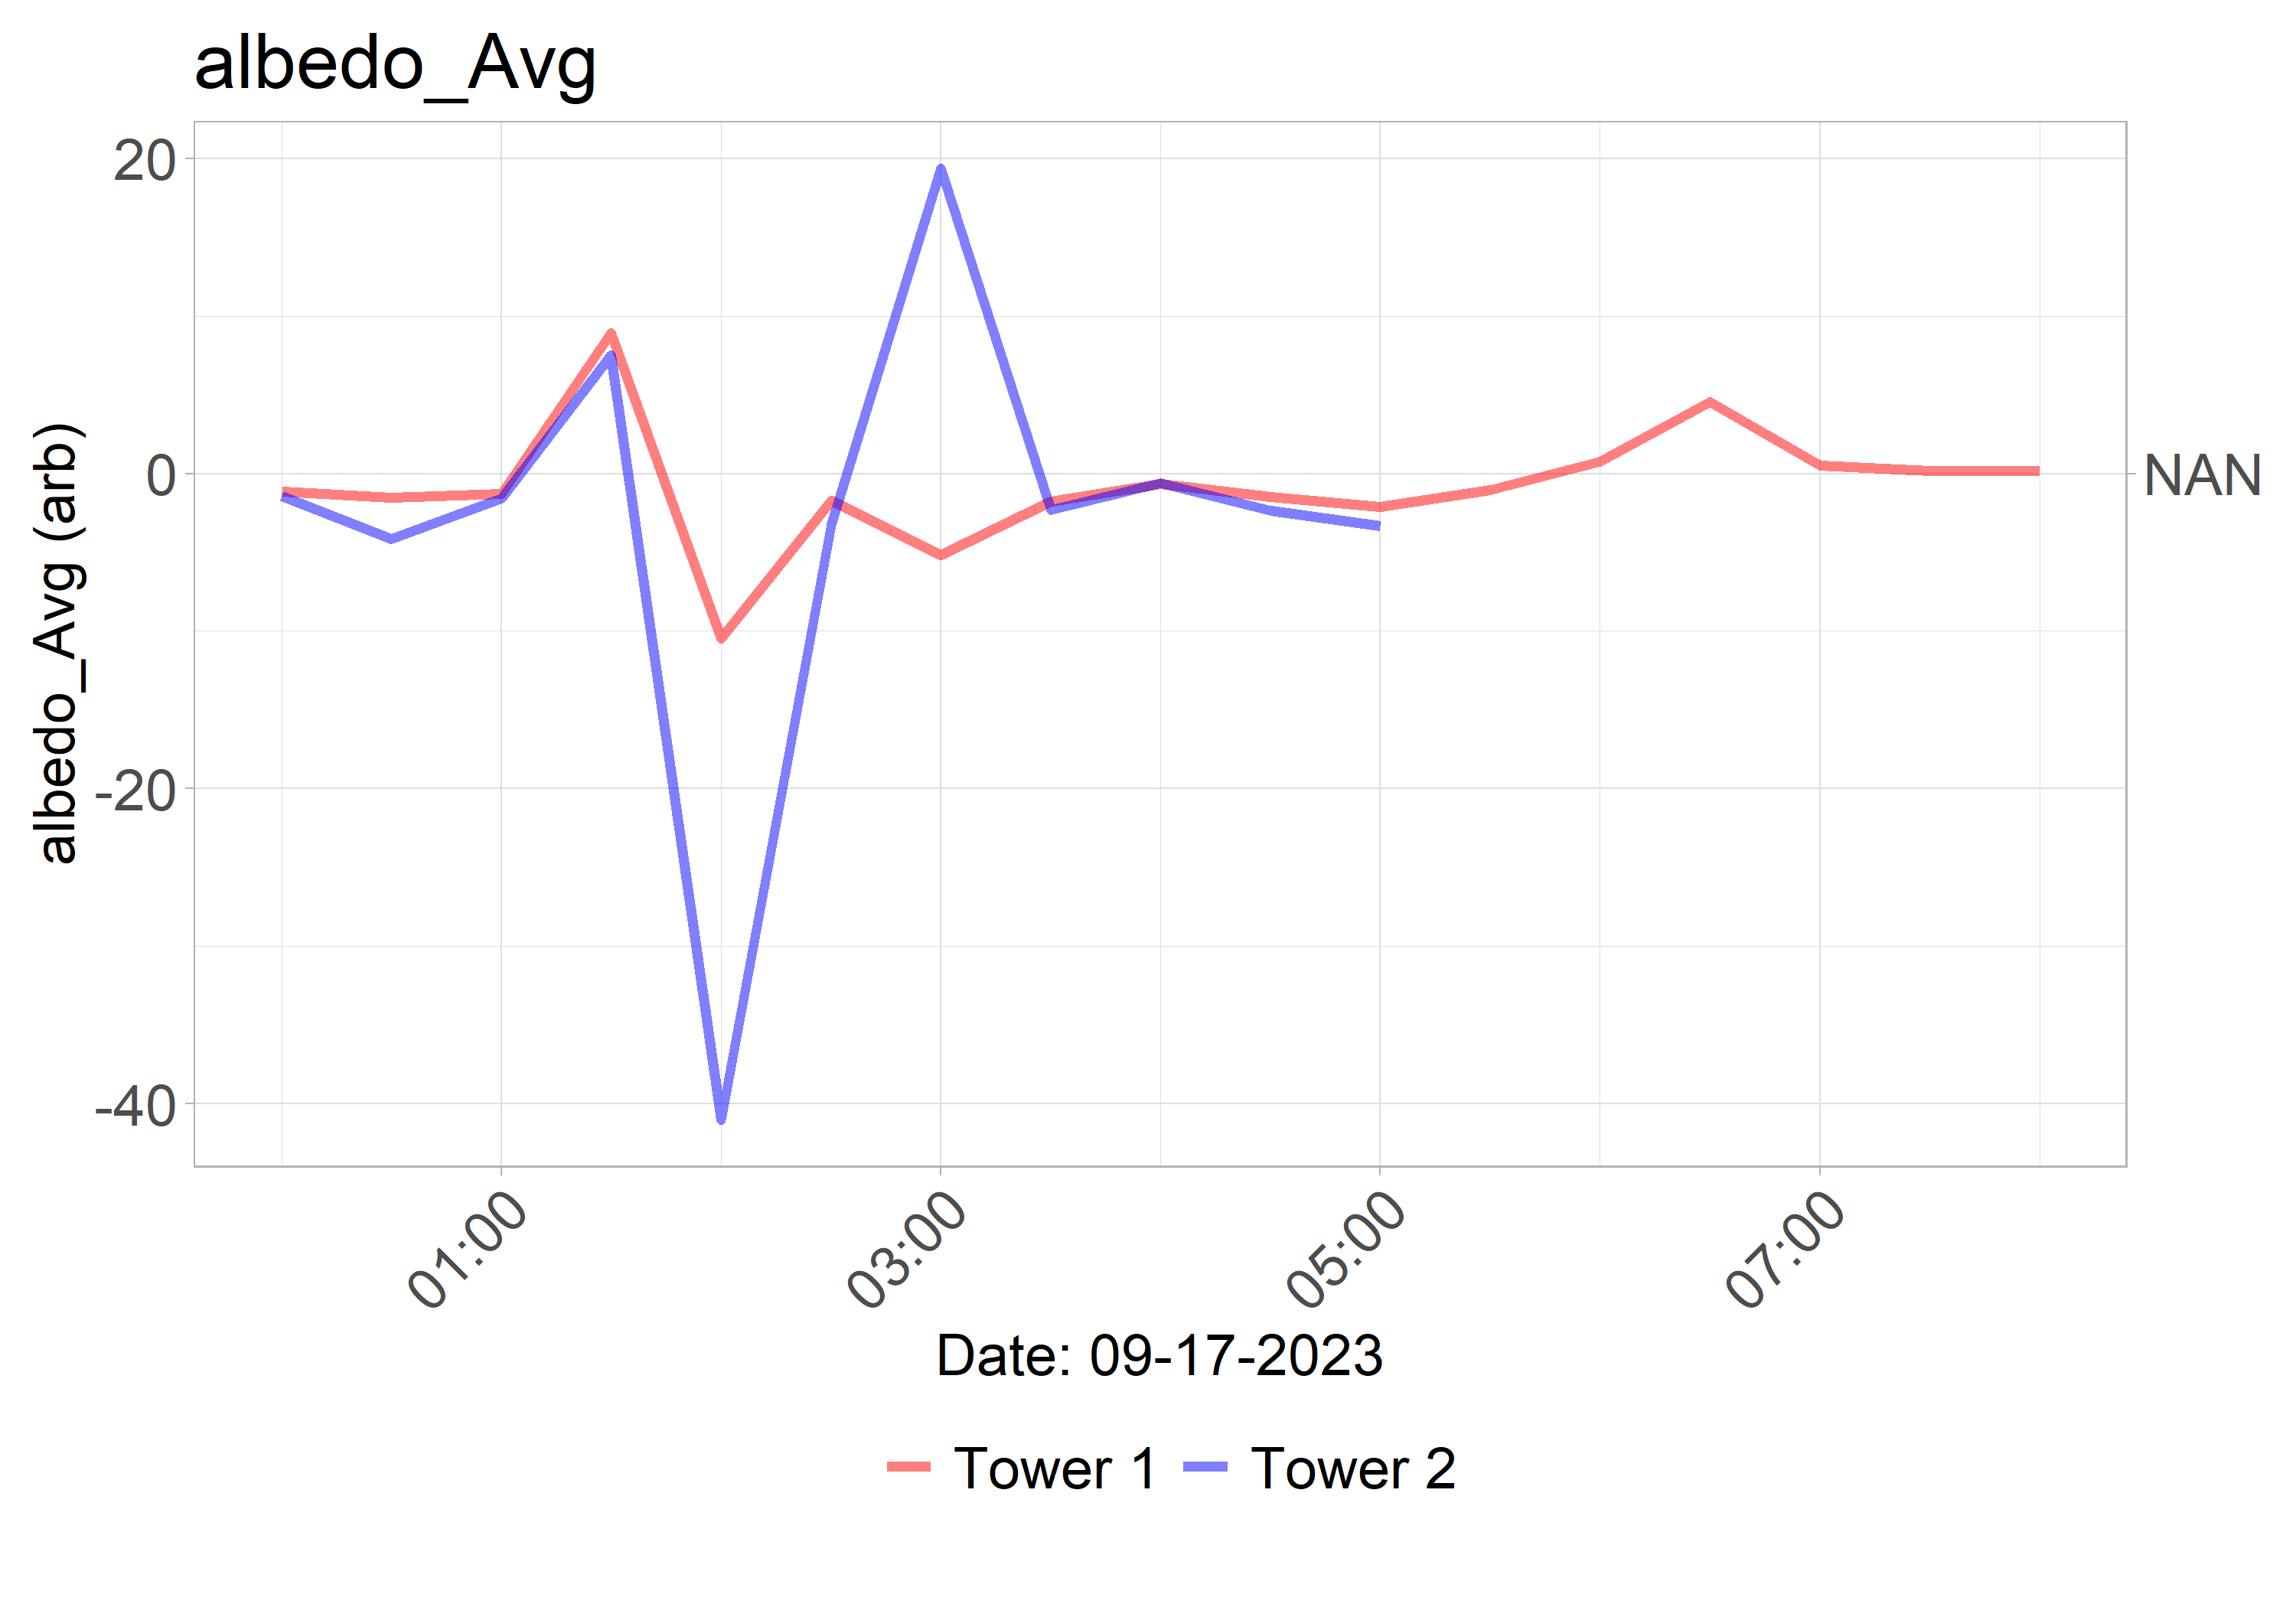 albedo_Avg
albedo_Avg (arb)
20
0
-20
-40
NAN
01:00
03:00
05:00
07:00
Date: 09-17-2023
Tower 1
Tower 2